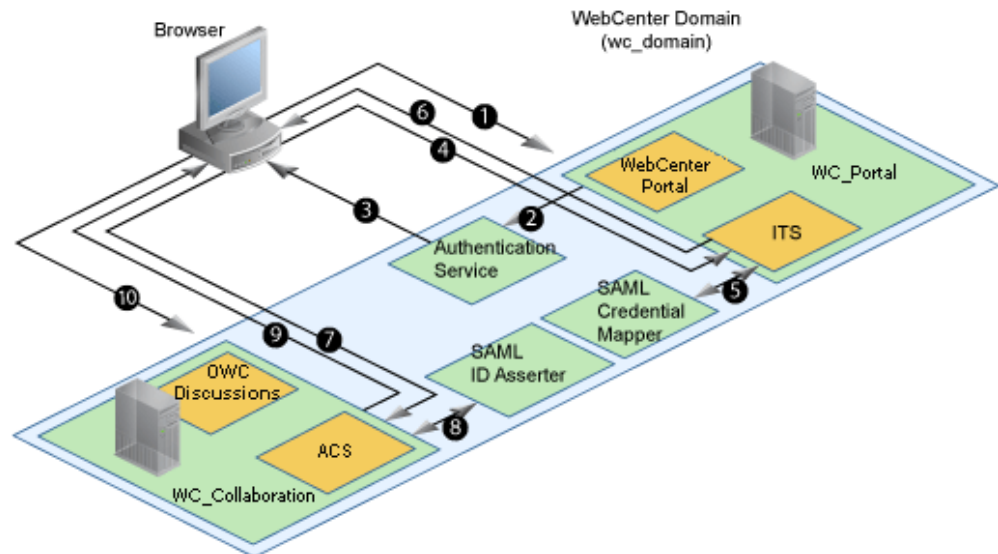 WebCenter Domain
(wc_domain)
Browser
6
1
4
WebCenter
Portal
WC_Portal
3
2
ITS
Authentication
Service
5
SAML
Credential
Mapper
10
9
7
SAML
ID Asserter
OWC
Discussions
8
ACS
WC_Collaboration